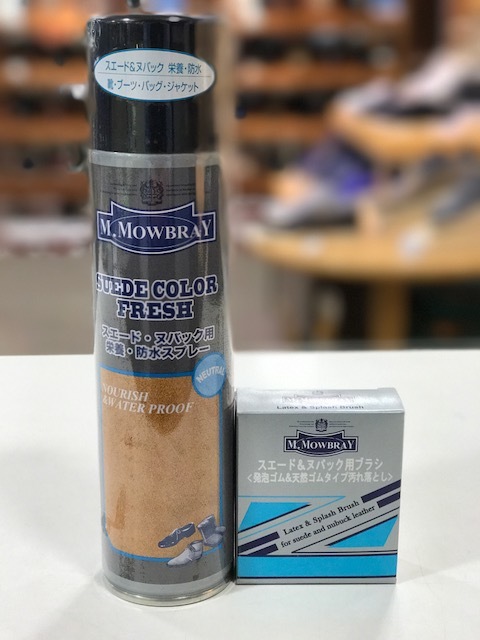 スエード&ヌバック 栄養・防水
靴・ブーツ・バッグ・ジャケット
M.MOWBRAY
SUEDE COLOR
FRESH
スエード・ヌバック用
栄養・防水スプレー
NEUTRAL
NOURISH
&WATER PROOF
Latex & Splash Brush
M.MOWBRAY
スエード&ヌバック用ブラシ
<発泡ゴム&天然ゴムタイプ汚れ落とし>
Latex & Splash Brush
for suede and nubuck leather